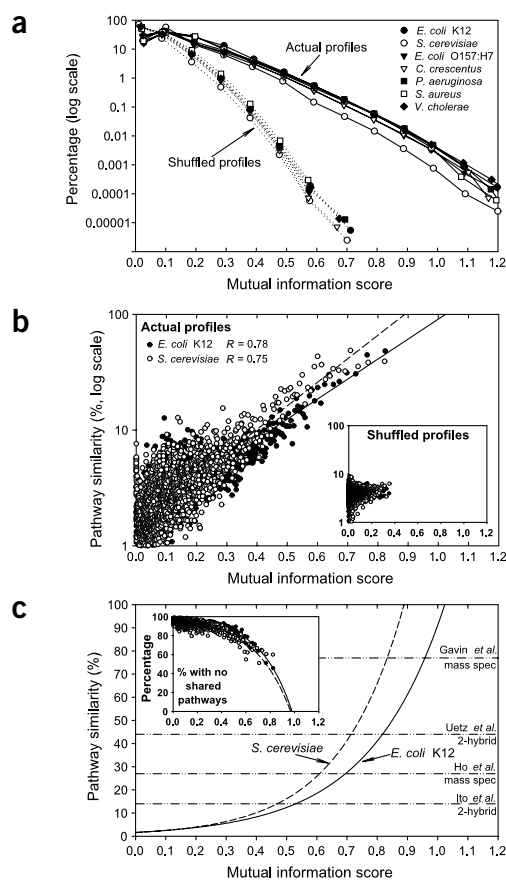 a
100
10
1
0.1
0.01
0.001
0.0001
0.00001
Percentage (log scale)
Actual profiles
Shuffled profiles
E. coli K12
S. cerevisiae
E. coli O157:H7
C. crescentus
P. aeruginosa
S. aureus
V. cholerae
0.0 0.1 0.2 0.3 0.4 0.5 0.6 0.7 0.8 0.9 1.0 1.1 1.2
Mutual information score
b
100
10
1
Pathway similarity (%, log scale)
Actual profiles
E. coli K12 R = 0.78
S. cerevisiae R = 0.75
Shuffled profiles
100
10
1
0.0 0.2 0.4 0.6 0.8 1.0 1.2
0.0 0.1 0.2 0.3 0.4 0.5 0.6 0.7 0.8 0.9 1.0 1.1 1.2
Mutual information score
c
100
90
80
70
60
50
40
30
20
10
0
Pathway similarity (%)
100
80
60
40
20
0
Percentage
% with no
shared
pathways
0.0 0.2 0.4 0.6 0.8 1.0 1.2
Gavin et al.
mass spec
Uetz et al.
2-hybrid
S. cerevisiae
E. coli K12
Ho et al.
mass spec
Ito et al.
2-hybrid
0.0 0.1 0.2 0.3 0.4 0.5 0.6 0.7 0.8 0.9 1.0 1.1 1.2
Mutual information score